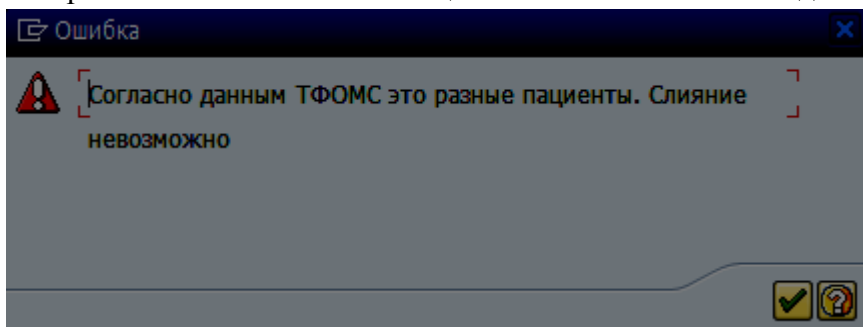 Ошибка
Согласно данным ТФОМС это разные пациенты. Слияние
невозможно